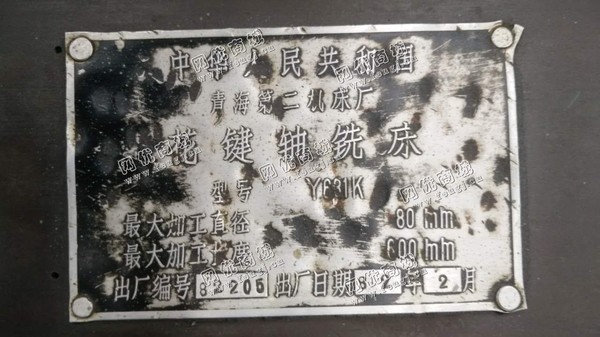 中华人民共和国
青海第二机床厂
花键轴铣床
型号 Y631K
最大加工直径 80 mm
最大加工长度 600 mm
出厂编号 82205 出厂日期 82 年 2 月